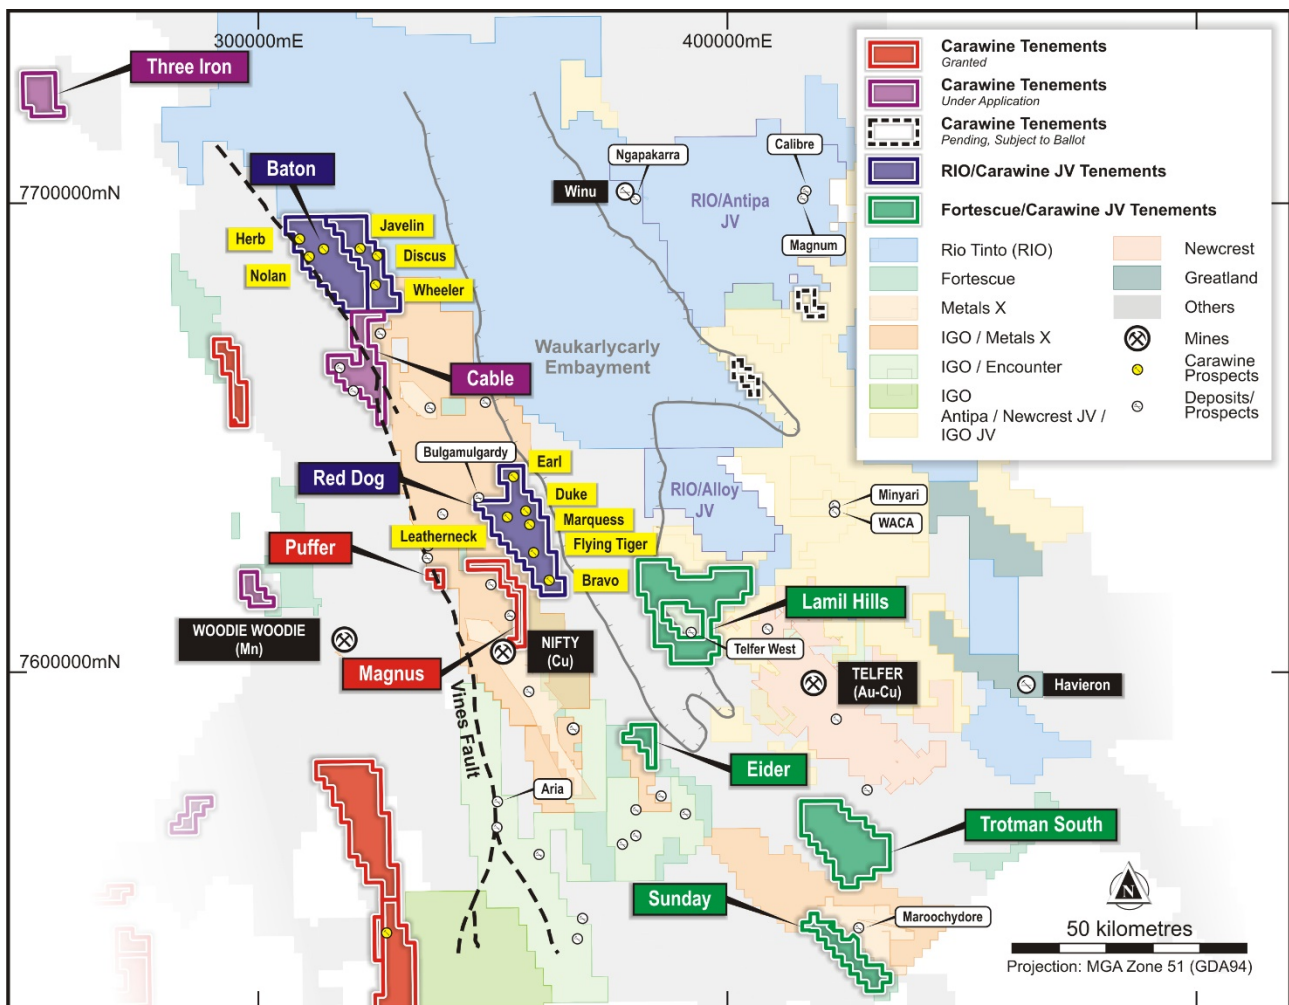 300000mE
400000mE
Three Iron
Carawine Tenements
Granted
Carawine Tenements
Under Application
Carawine Tenements
Pending, Subject to Ballot
RIO/Carawine JV Tenements
Fortescue/Carawine JV Tenements
Rio Tinto (RIO)
Fortescue
Metals X
IGO / Metals X
IGO / Encounter
IGO
Antipa / Newcrest JV /
IGO JV
Newcrest
Greatland
Others
Mines
Carawine
Prospects
Deposits/
Prospects
7700000mN
Baton
Herb
Nolan
Javelin
Discus
Wheeler
Winu
Ngapakarra
Calibre
RIO/Antipa
JV
Magnum
Waukarlycarly
Embayment
Cable
Bulgamulgardy
Red Dog
Earl
Duke
Marquess
Leatherneck
Flying Tiger
Bravo
RIO/Alloy
JV
Minyari
WACA
Puffer
Lamil Hills
WOODIE WOODIE
(Mn)
7600000mN
Magnus
NIFTY
(Cu)
Telfer West
TELFER
(Au-Cu)
Havieron
Vines Fault
Eider
Aria
Trotman South
Sunday
Maroochydore
N
50 kilometres
Projection: MGA Zone 51 (GDA94)